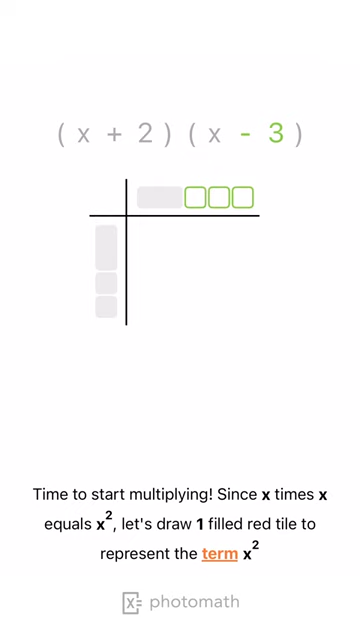 ( x + 2 ) ( x - 3 )
Time to start multiplying! Since x times x
equals x², let's draw 1 filled red tile to
represent the term x²
photomath